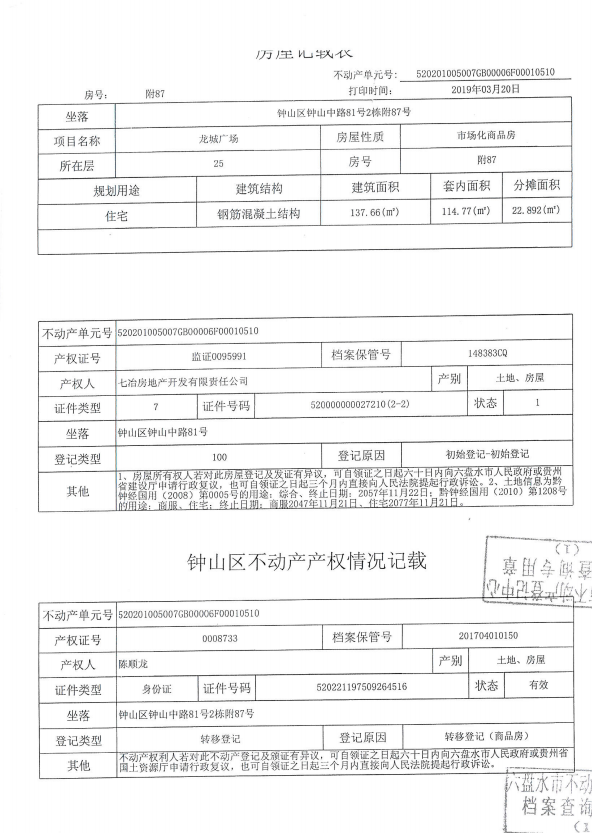 房屋记载表
不动产单元号: 520201005007GB00006F00010510
房号: 附87 打印时间: 2019年03月20日
坐落 钟山区钟山中路81号2栋附87号
项目名称 龙城广场 房屋性质 市场化商品房
所在层 25 房号 附87
规划用途 建筑结构 建筑面积 套内面积 分摊面积
住宅 钢筋混凝土结构 137.66(㎡) 114.77(㎡) 22.892(㎡)
不动产单元号 520201005007GB00006F00010510
产权证号 监证0095991 档案保管号 148383CQ
产权人 七冶房地产开发有限责任公司 产别 土地、房屋
证件类型 7 证件号码 520000000027210(2-2) 状态 1
坐落 钟山区钟山中路81号
登记类型 100 登记原因 初始登记-初始登记
其他 1、房屋所有权人若对此房屋登记及发证有异议，可自领证之日起六十日内向六盘水市人民政府或贵州
省建设厅申请行政复议，也可自领证之日起三个月内直接向人民法院提起行政诉讼。2、土地信息为黔
钟经国用（2008）第0005号的用途：综合、终止日期：2057年11月22日；黔钟经国用（2010）第1208号
的用途：商服、住宅；终止日期：商服2047年11月21日、住宅2077年11月21日。
钟山区不动产产权情况记载
(1)
查询专用章
不动产登记中心
不动产单元号 520201005007GB00006F00010510
产权证号 0008733 档案保管号 201704010150
产权人 陈顺龙 产别 土地、房屋
证件类型 身份证 证件号码 520221197509264516 状态 有效
坐落 钟山区钟山中路81号2栋附87号
登记类型 转移登记 登记原因 转移登记（商品房）
其他 不动产权利人若对此不动产登记及颁证有异议，可自领证之日起六十日内向六盘水市人民政府或贵州省
国土资源厅申请行政复议，也可自领证之日起三个月内直接向人民法院提起行政诉讼。
六盘水市不动
档案查询
(1